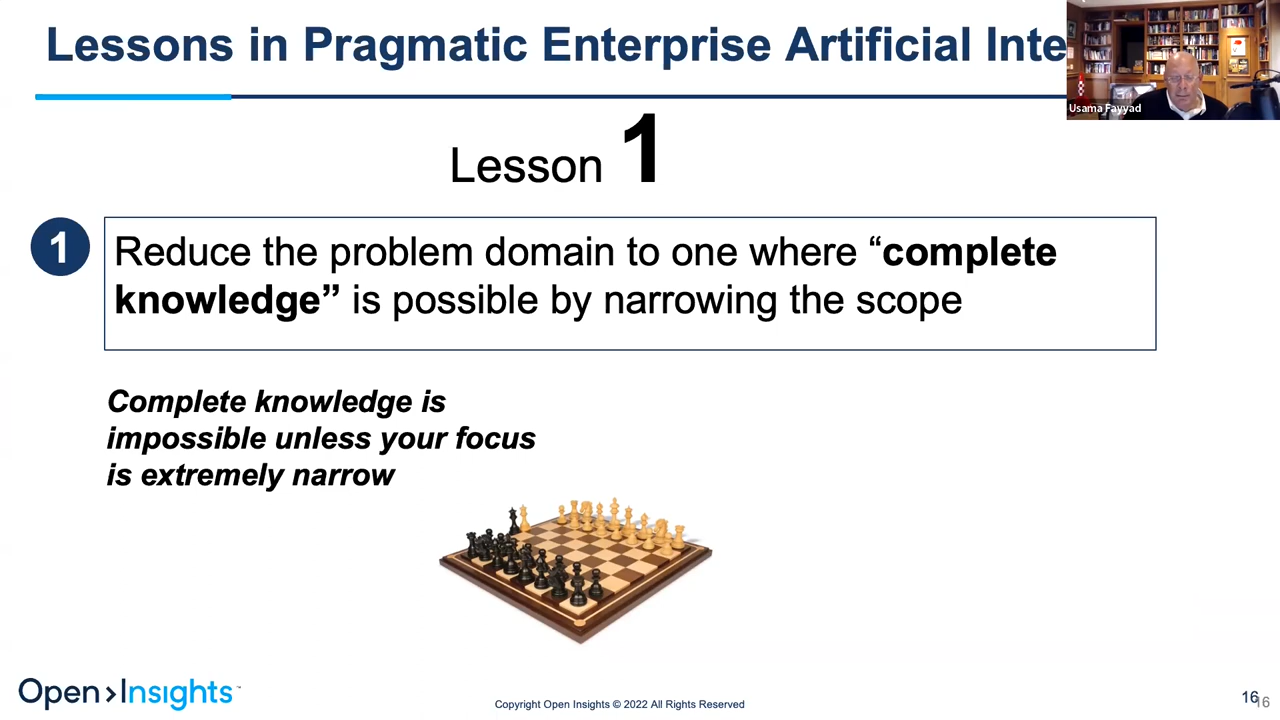 Lessons in Pragmatic Enterprise Artificial Inte
Usama Fayyad
Lesson 1
1
Reduce the problem domain to one where “complete
knowledge” is possible by narrowing the scope
Complete knowledge is
impossible unless your focus
is extremely narrow
Open Insights™
Copyright Open Insights © 2022 All Rights Reserved
16
16